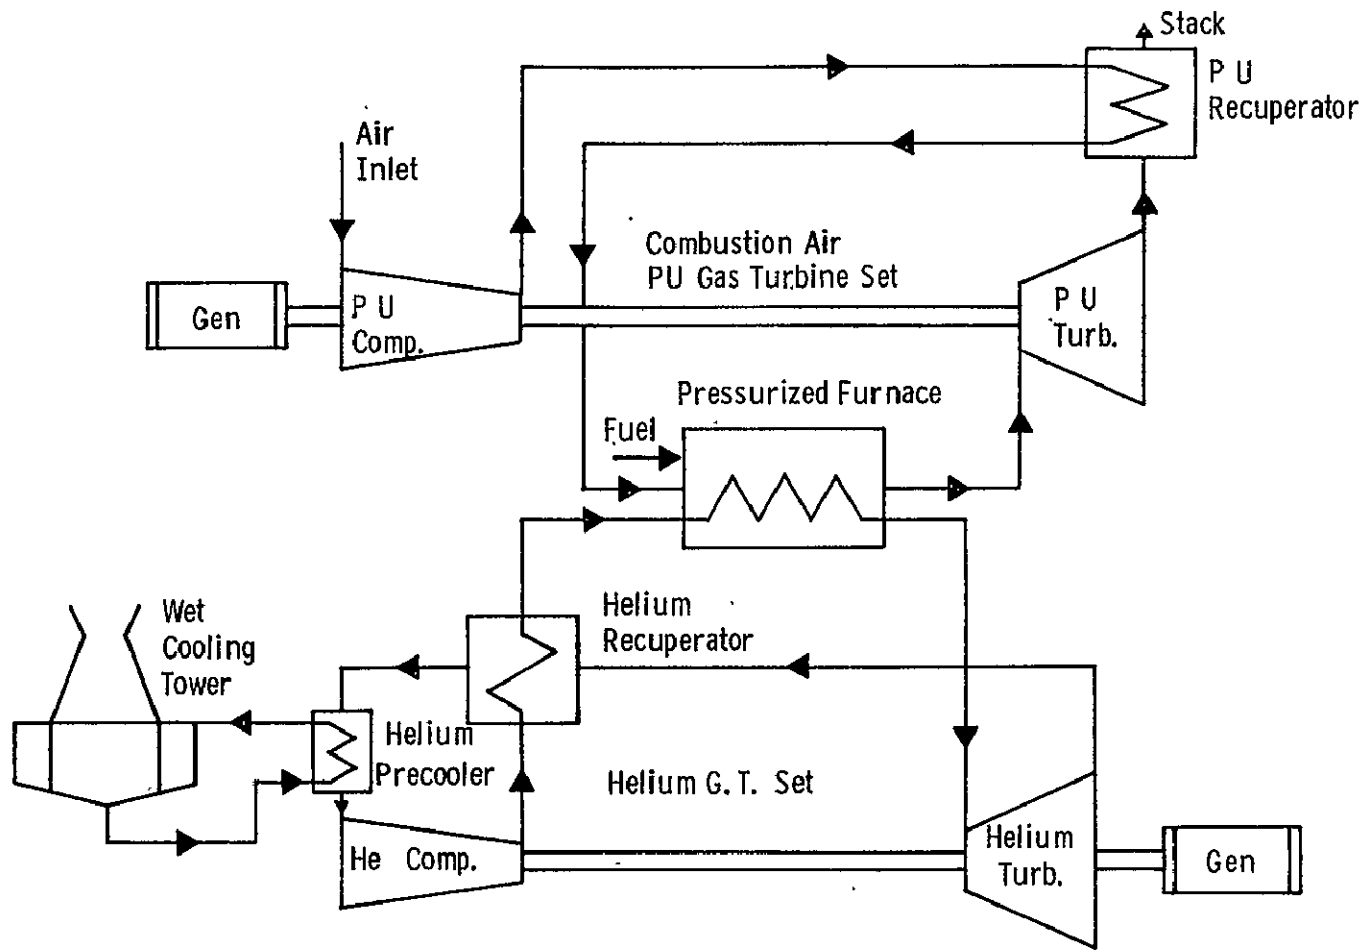 Stack
P U
Recuperator
Air
Inlet
Combustion Air
PU Gas Turbine Set
Gen
P U
Comp.
P U
Turb.
Pressurized Furnace
Fuel
Helium
Recuperator
Wet
Cooling
Tower
Helium
Precooler
Helium G. T. Set
He Comp.
Helium
Turb.
Gen